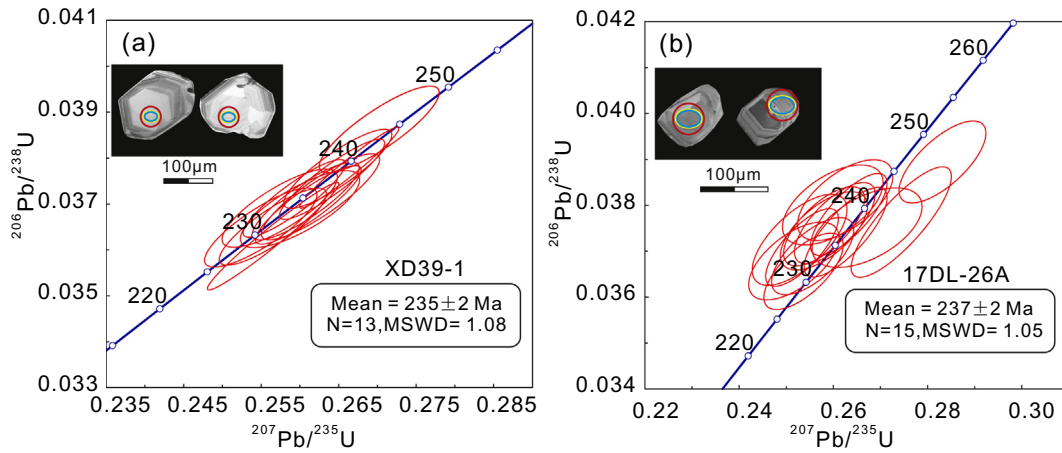 (a)
0.041
0.039
0.037
0.035
0.033
206Pb/238U
250
240
230
220
100μm
XD39-1
Mean = 235±2 Ma
N=13,MSWD= 1.08
0.235
0.245
0.255
0.265
0.275
0.285
207Pb/235U
(b)
0.042
0.040
0.038
0.036
0.034
206Pb/238U
260
250
240
230
220
100μm
17DL-26A
Mean = 237±2 Ma
N=15,MSWD= 1.05
0.22
0.24
0.26
0.28
0.30
207Pb/235U